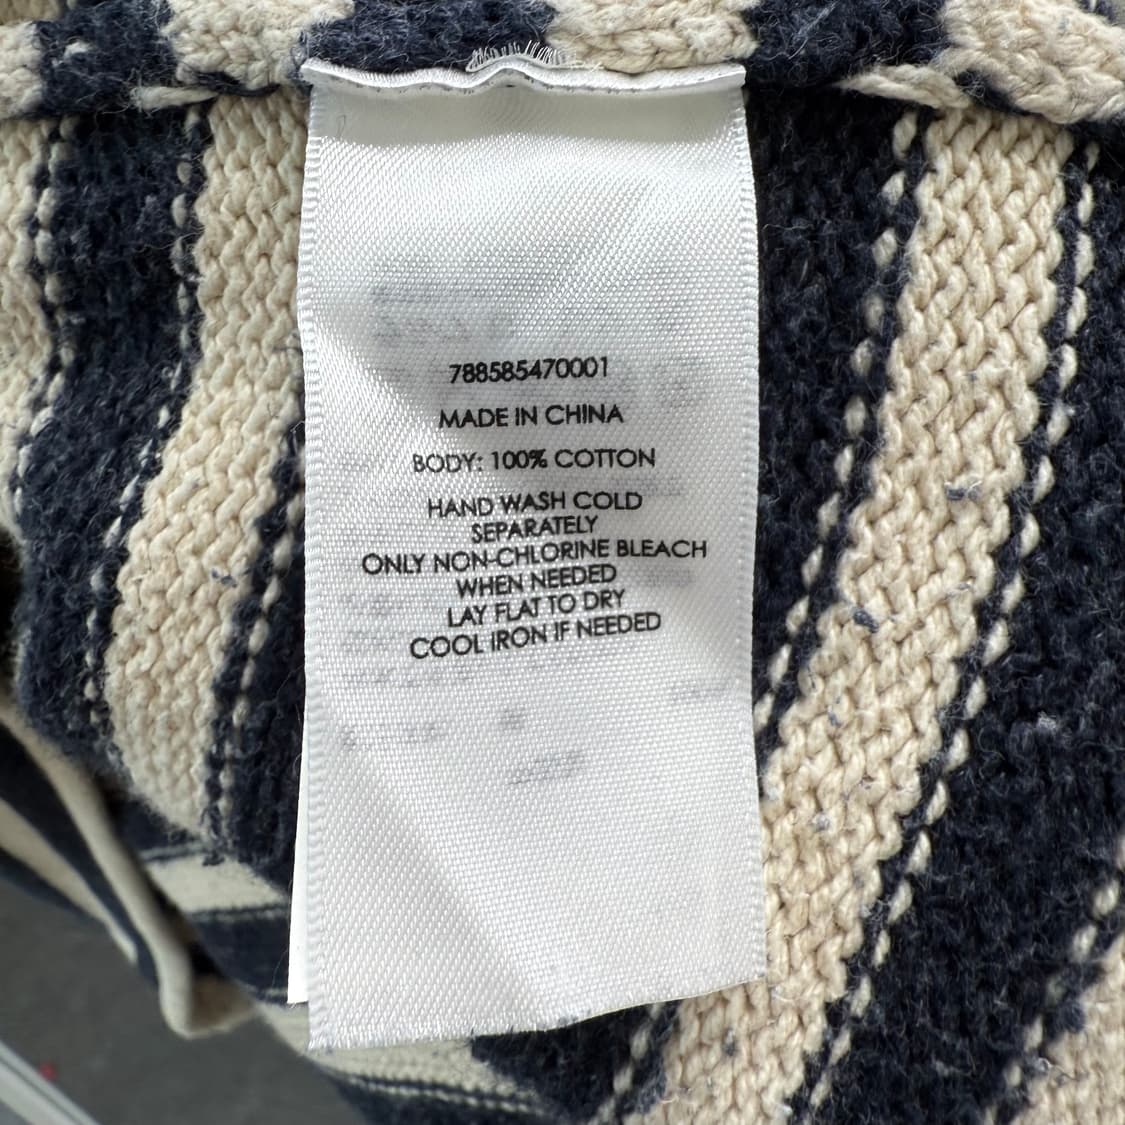 788585470001
MADE IN CHINA
BODY: 100% COTTON
HAND WASH COLD
SEPARATELY
ONLY NON-CHLORINE BLEACH
WHEN NEEDED
LAY FLAT TO DRY
COOL IRON IF NEEDED